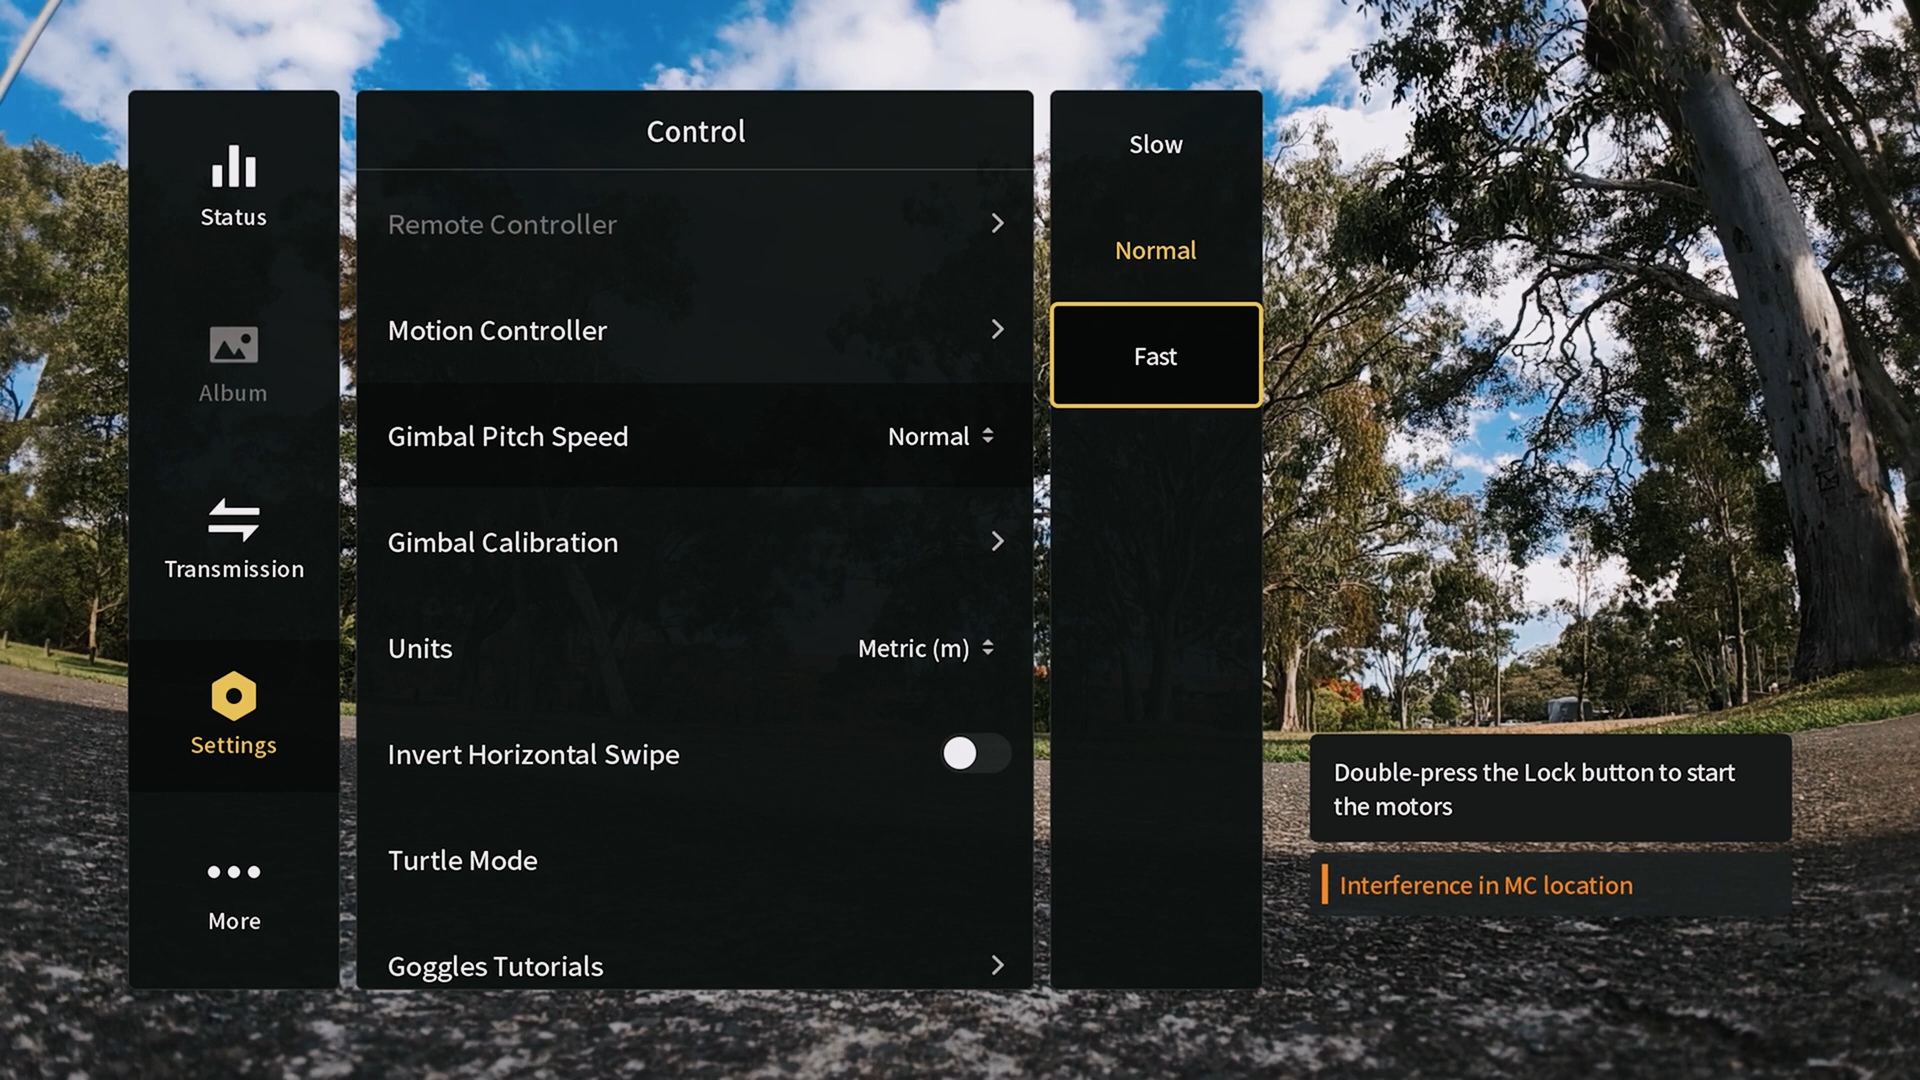 Status
Album
Transmission
Settings
More
Control
Remote Controller
Motion Controller
Gimbal Pitch Speed Normal
Gimbal Calibration
Units Metric (m)
Invert Horizontal Swipe
Turtle Mode
Goggles Tutorials
Slow
Normal
Fast
Double-press the Lock button to start
the motors
Interference in MC location